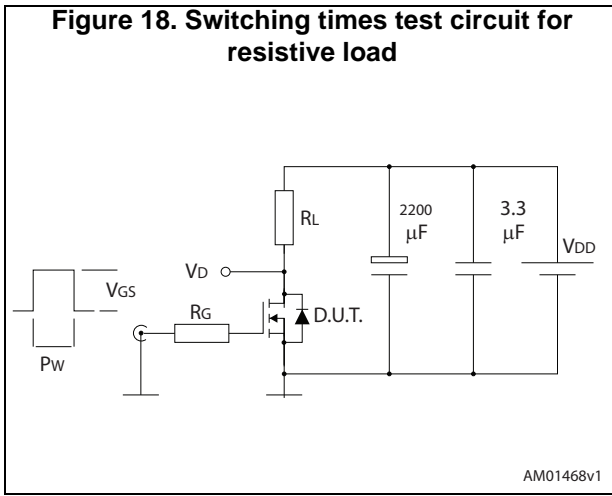 Figure 18. Switching times test circuit for
resistive load
RL
2200
μF
3.3
μF
VDD
VD
VGS
RG
D.U.T.
PW
AM01468v1